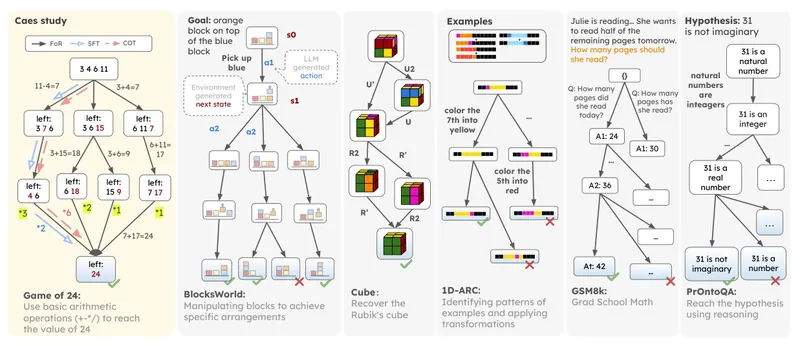 Caes study
FoR SFT COT
3 4 6 11
11-4=7
3+4=7
left:
3 7 6
left:
3 6 15
left:
6 11 7
3+15=18
3+6=9
6+11=
17
left:
4 6
left:
6 18
left:
15 9
left:
7 17
*3
*2
*6
*2
*1
*1
7+17=24
left:
24
Game of 24:
Use basic arithmetic
operations (+-*/) to reach
the value of 24
Goal: orange
block on top
of the blue
block
s0
Pick up
blue
a1
LLM
generated
action
Environment
generated
next state
s1
a2
a2
BlocksWorld:
Manipulating blocks to achieve
specific arrangements
U2
U'
U
R2
R'
R'
R2
Cube:
Recover the
Rubik's cube
Examples
color the
7th into
yellow
...
color the
5th into
red
1D-ARC:
Identifying patterns of
examples and applying
transformations
Julie is reading... She wants
to read half of the
remaining pages tomorrow.
How many pages should
she read?
{}
Q: How many
pages did
she read
today?
Q: How many
pages has
she read?
A1: 24
A1: 30
...
A2: 36
...
...
At: 42
...
GSM8k:
Grad School Math
Hypothesis: 31
is not imaginary
31 is a
natural
number
natural
numbers
are
integers
31 is an
integer
...
31 is a
real
number
...
...
31 is not
imaginary
31 is a
number
PrOntoQA:
Reach the hypothesis
using reasoning